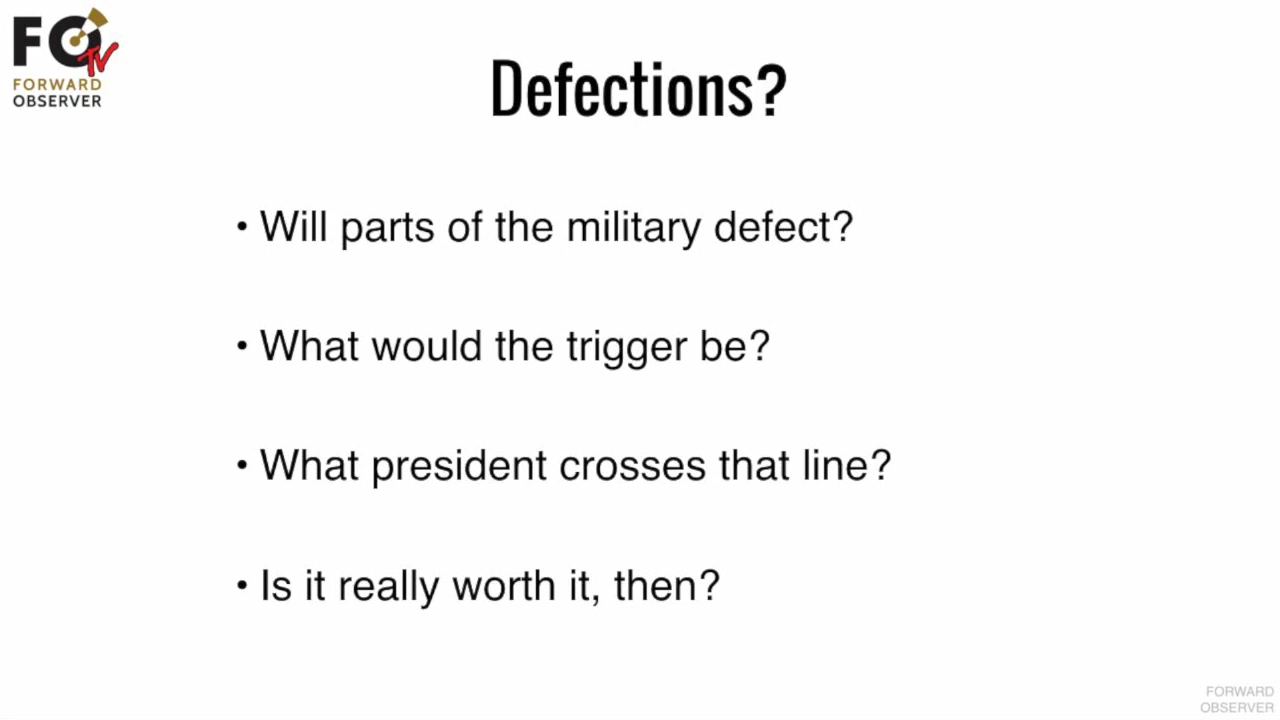 FO TV
FORWARD
OBSERVER
Defections?
• Will parts of the military defect?
• What would the trigger be?
• What president crosses that line?
• Is it really worth it, then?
FORWARD
OBSERVER